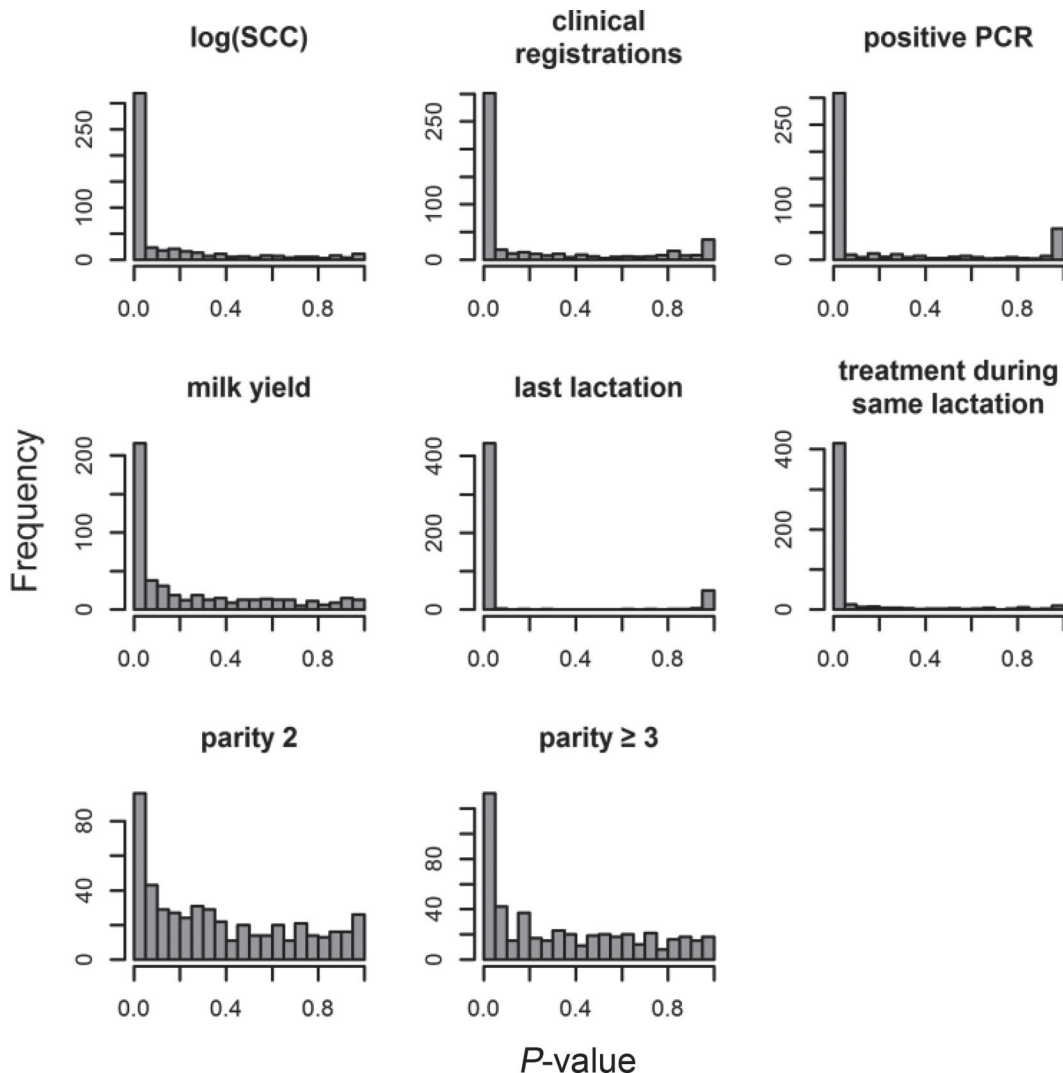 log(SCC)
clinical
registrations
positive PCR
250
100
0
0.0 0.4 0.8
250
100
0
0.0 0.4 0.8
250
100
0
0.0 0.4 0.8
milk yield
last lactation
treatment during
same lactation
Frequency
200
100
0
0.0 0.4 0.8
400
200
0
0.0 0.4 0.8
400
200
0
0.0 0.4 0.8
parity 2
parity ≥ 3
80
40
0
0.0 0.4 0.8
80
40
0
0.0 0.4 0.8
P-value